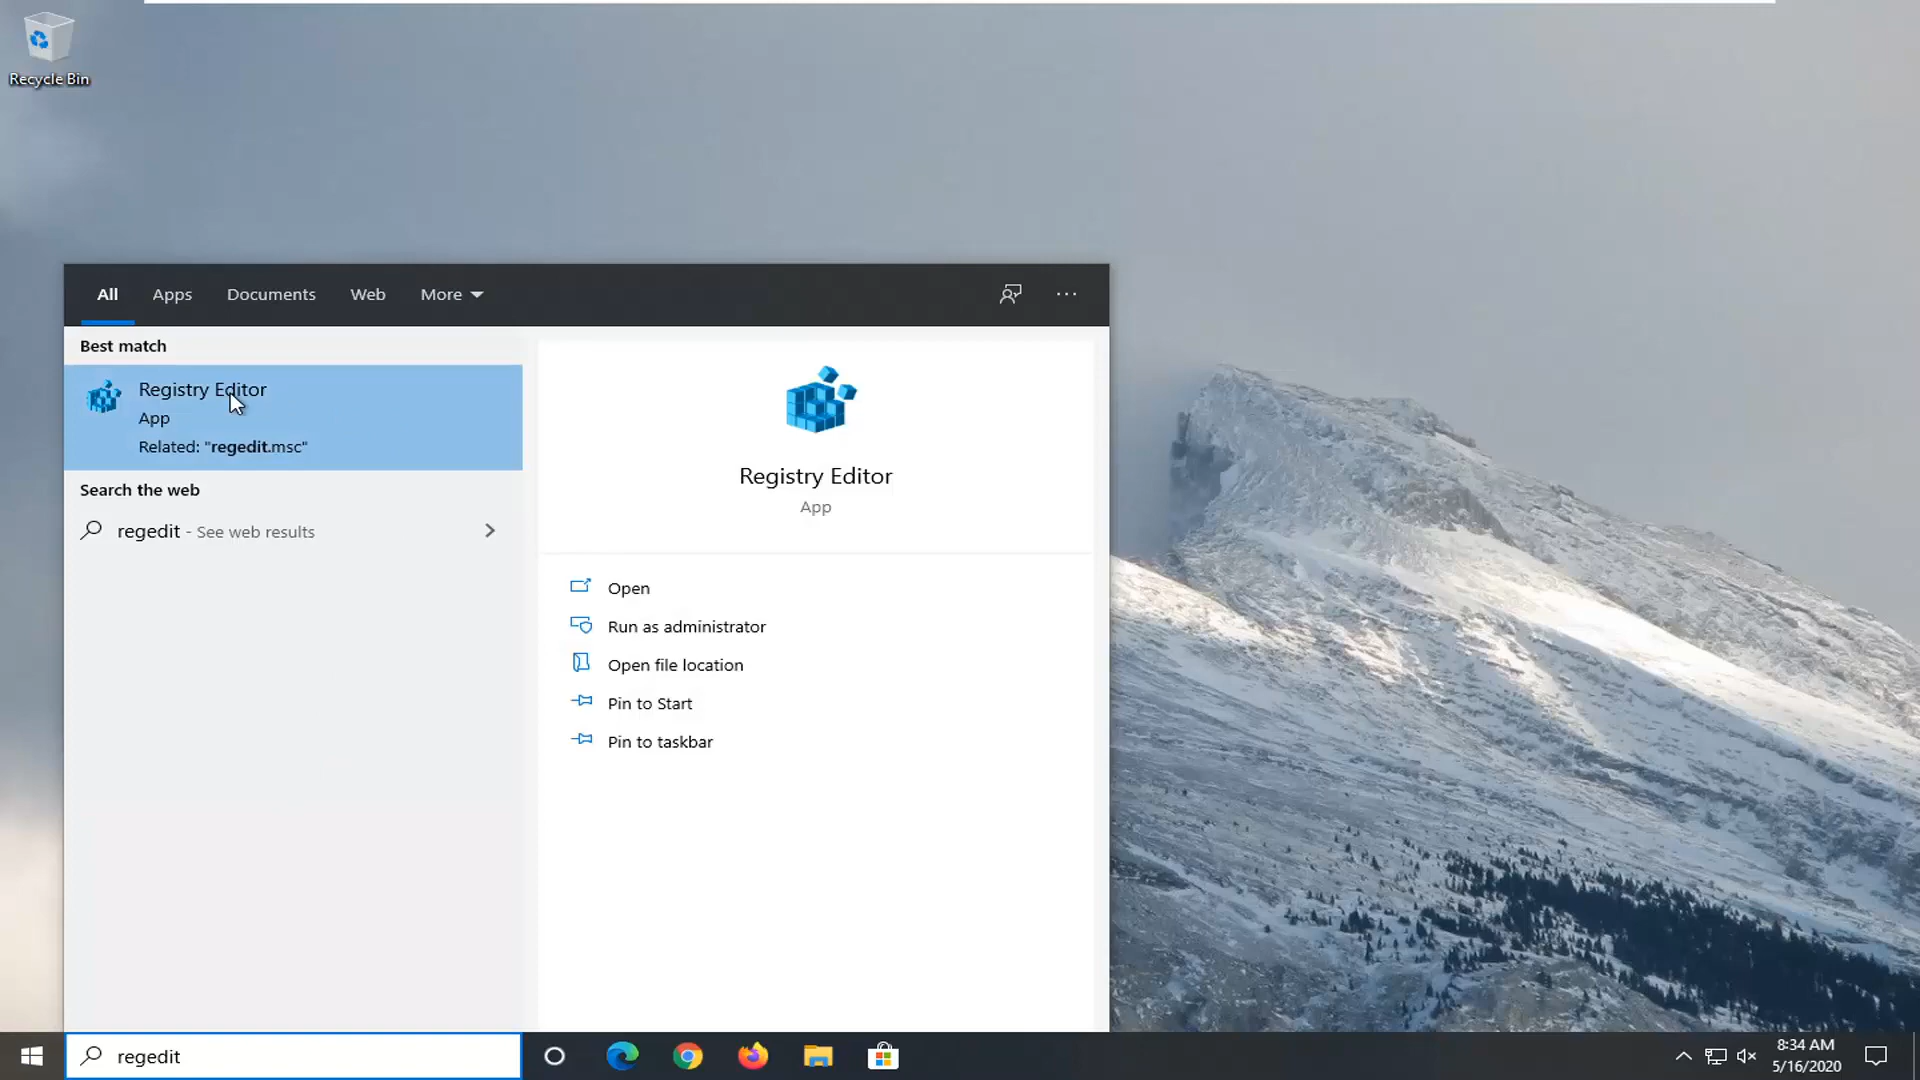 Recycle Bin
All Apps Documents Web More
Best match
Registry Editor
App
Related: "regedit.msc"
Search the web
regedit - See web results
Registry Editor
App
Open
Run as administrator
Open file location
Pin to Start
Pin to taskbar
regedit
8:34 AM
5/16/2020